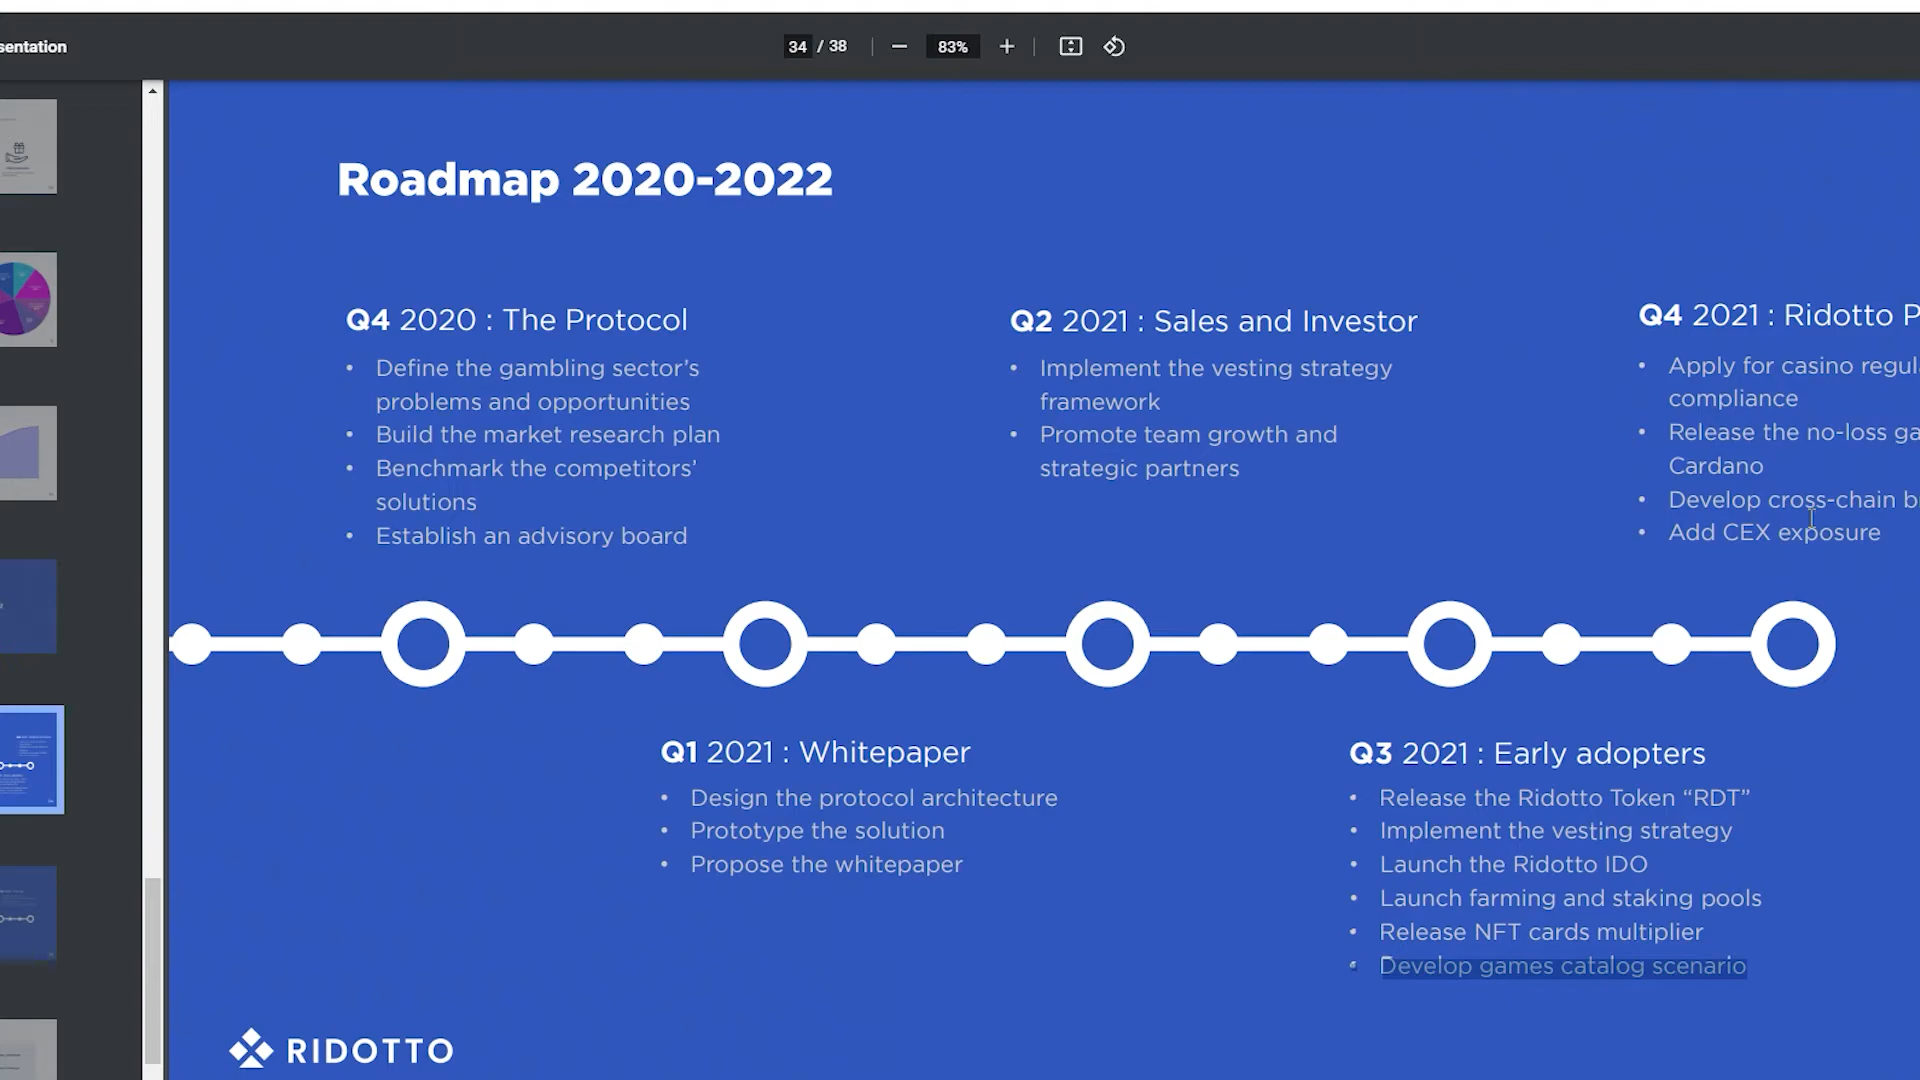 sentation
34 / 38
83%
Roadmap 2020-2022
Q4 2020 : The Protocol
• Define the gambling sector’s
problems and opportunities
• Build the market research plan
• Benchmark the competitors’
solutions
• Establish an advisory board
Q2 2021 : Sales and Investor
• Implement the vesting strategy
framework
• Promote team growth and
strategic partners
Q4 2021 : Ridotto P
• Apply for casino regul
compliance
• Release the no-loss ga
Cardano
• Develop cross-chain b
• Add CEX exposure
Q1 2021 : Whitepaper
• Design the protocol architecture
• Prototype the solution
• Propose the whitepaper
Q3 2021 : Early adopters
• Release the Ridotto Token “RDT”
• Implement the vesting strategy
• Launch the Ridotto IDO
• Launch farming and staking pools
• Release NFT cards multiplier
• Develop games catalog scenario
RIDOTTO